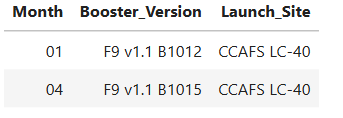 Month Booster_Version Launch_Site
01 F9 v1.1 B1012 CCAFS LC-40
04 F9 v1.1 B1015 CCAFS LC-40